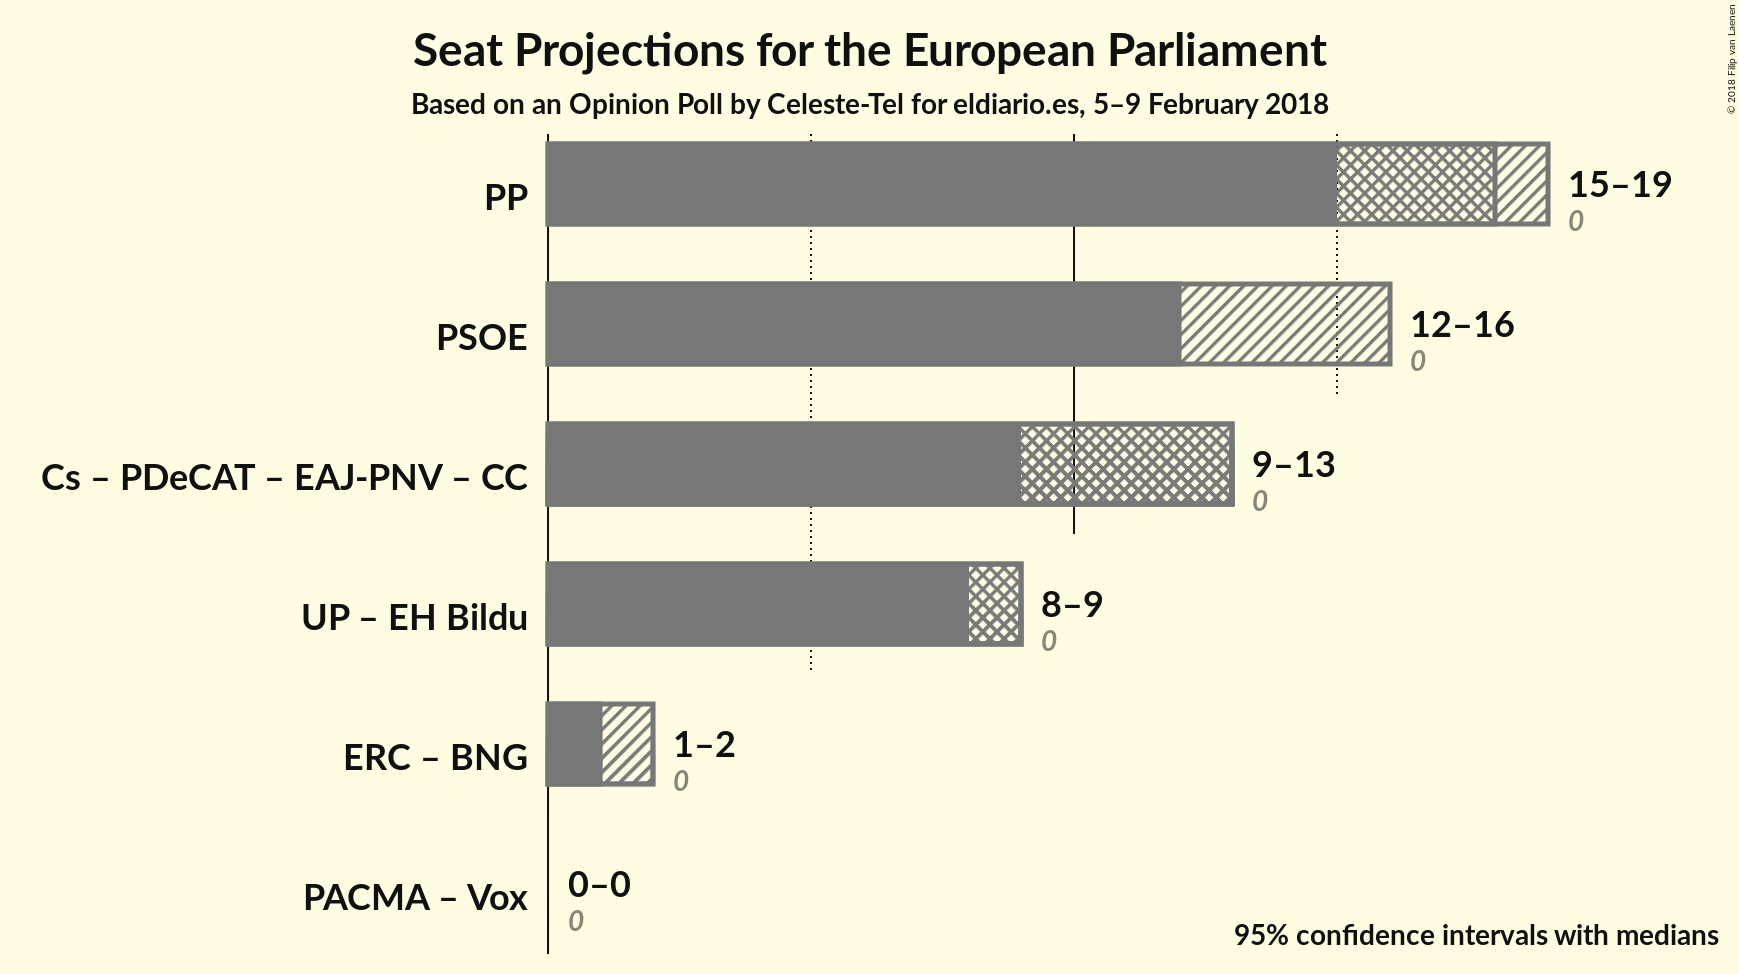 Seat Projections for the European Parliament
Based on an Opinion Poll by Celeste-Tel for eldiario.es, 5–9 February 2018
© 2018 Filip van Laenen
PP
15–19
0
PSOE
12–16
0
Cs – PDeCAT – EAJ-PNV – CC
9–13
0
UP – EH Bildu
8–9
0
ERC – BNG
1–2
0
PACMA – Vox
0–0
0
95% confidence intervals with medians